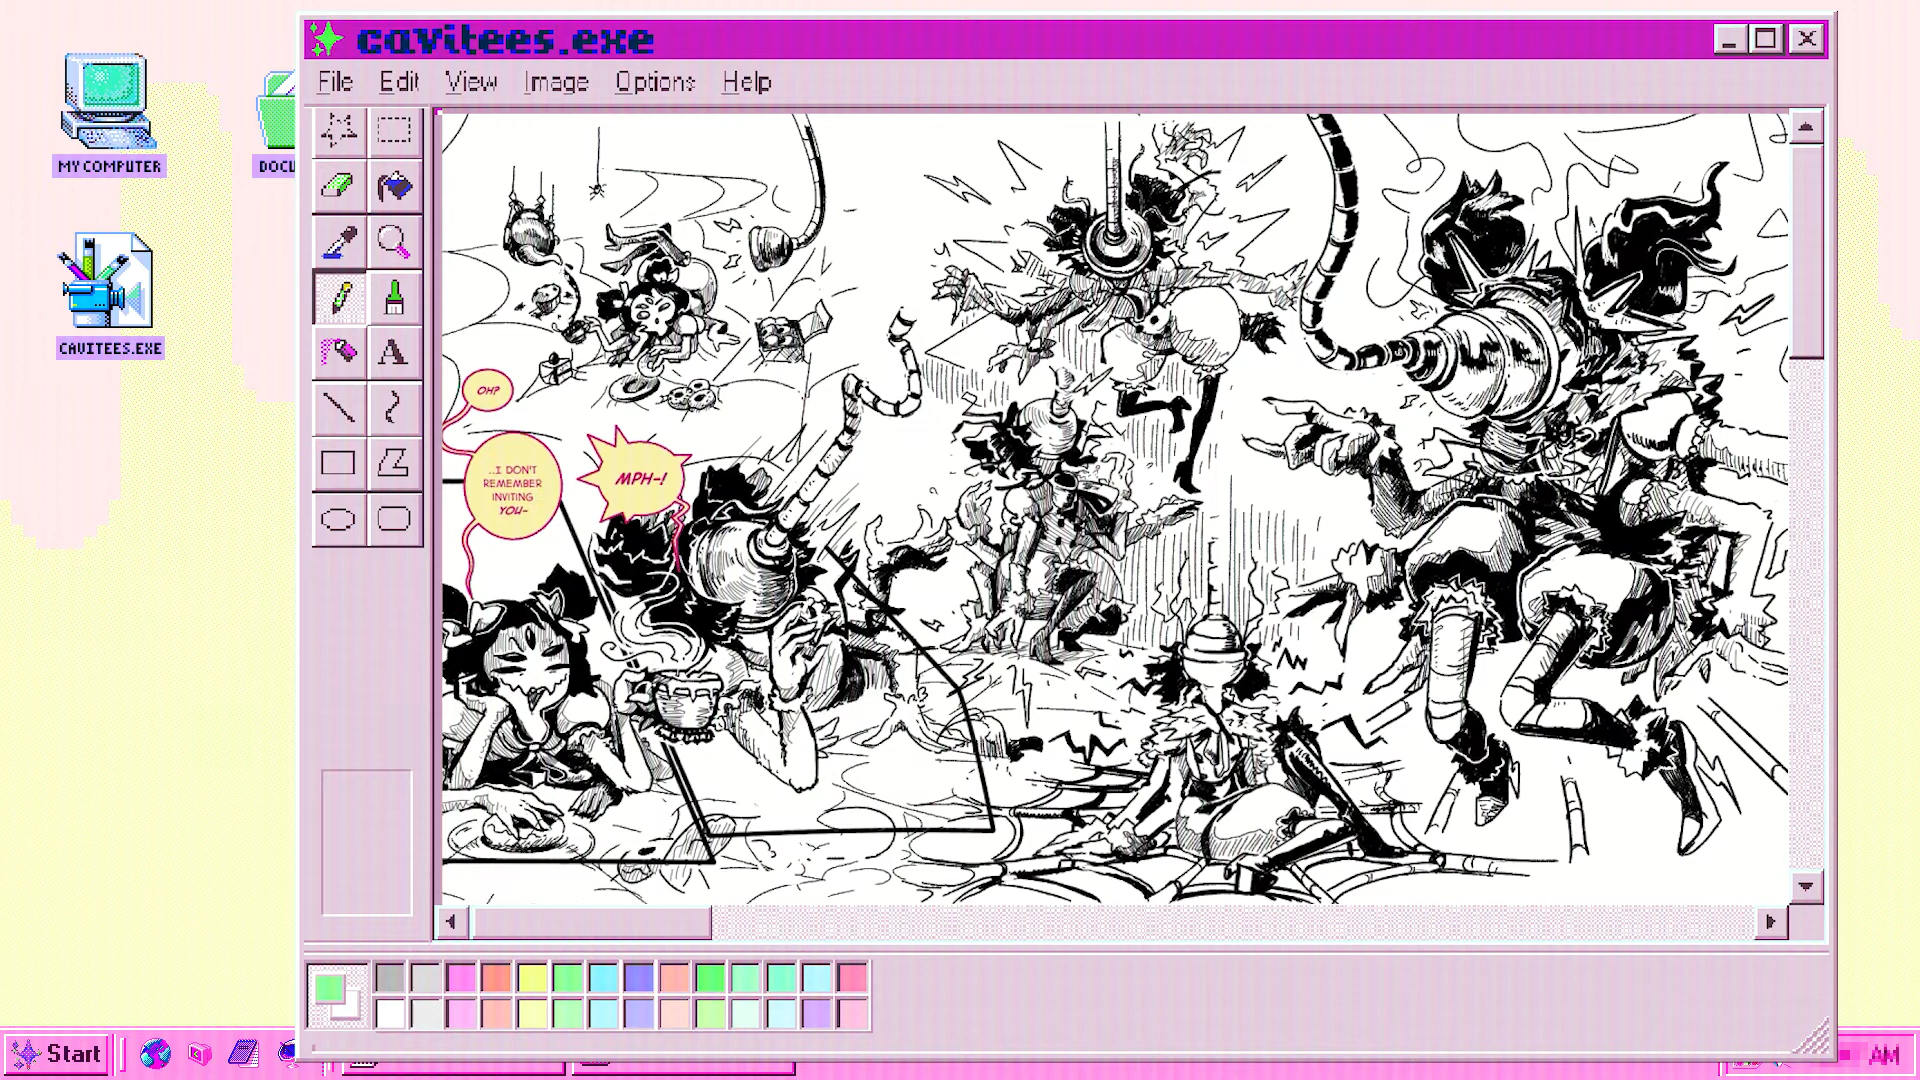 cavitees.exe
File Edit View Image Options Help
MY COMPUTER
DOCU
CAVITEES.EXE
A
OH?
..I DON'T
REMEMBER
INVITING
YOU-
MPH-!
Start
AM